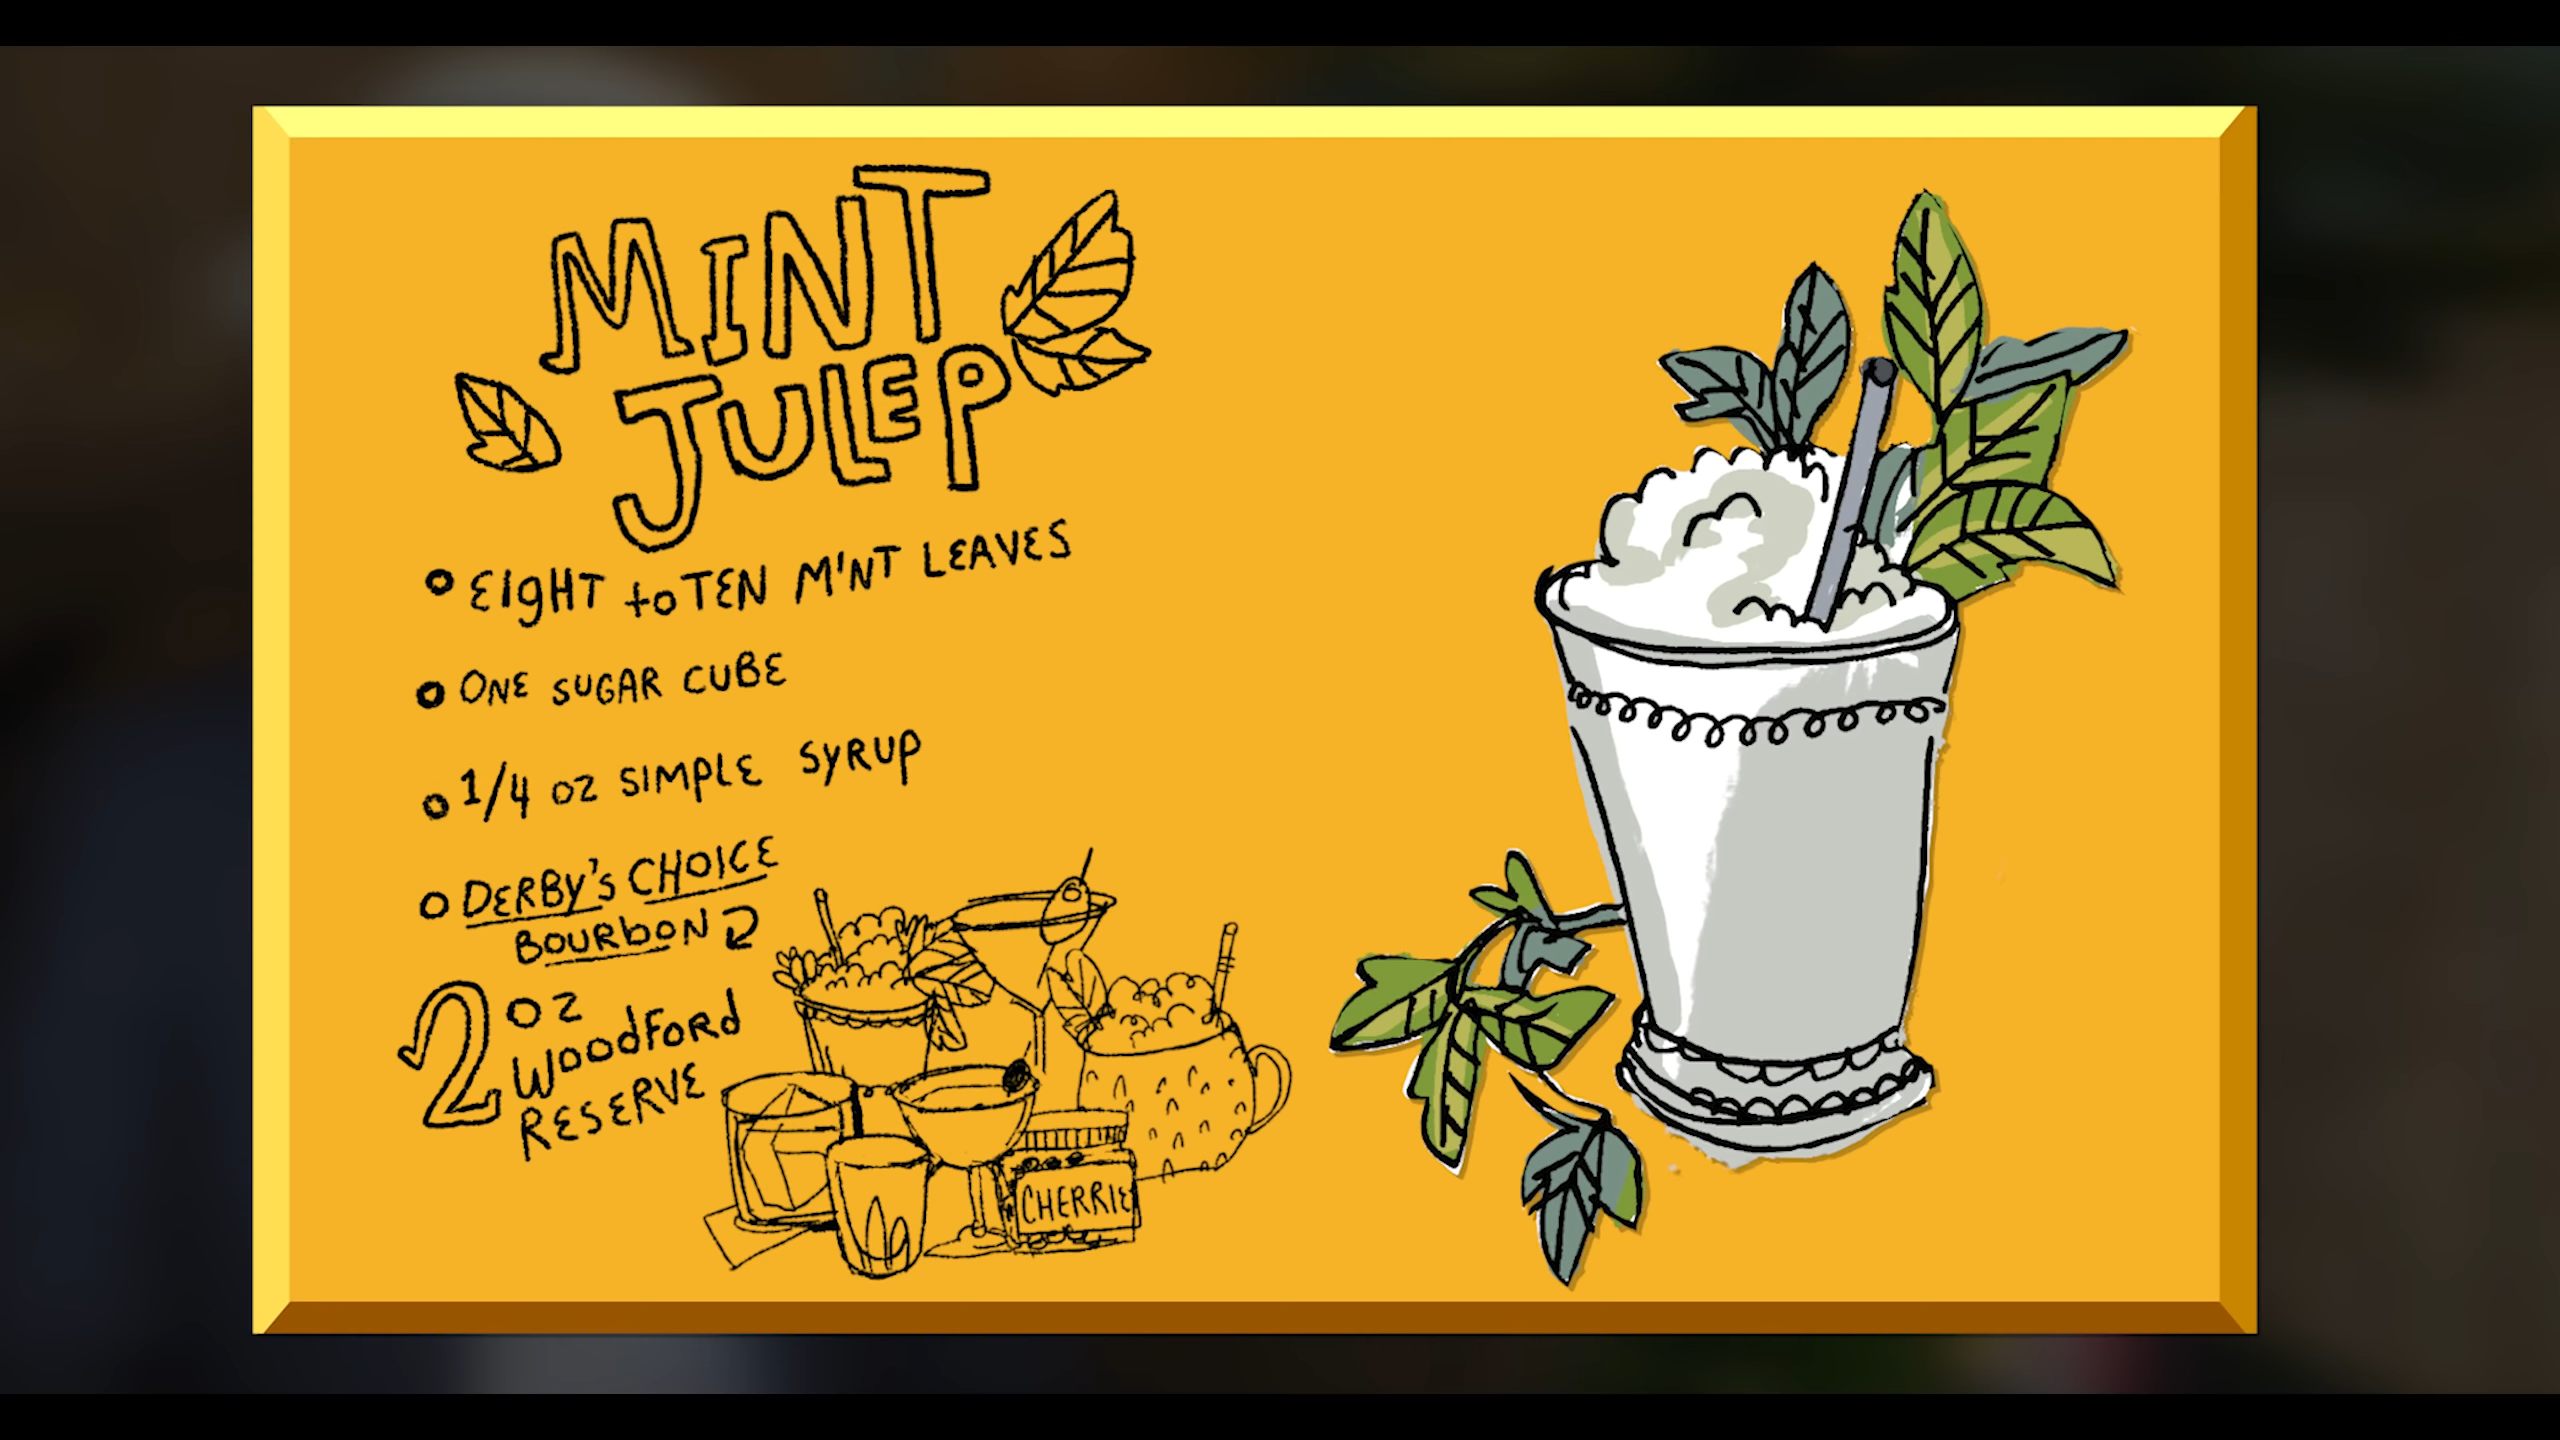 MINT
JULEP
EIGHT to TEN MINT LEAVES
ONE SUGAR CUBE
1/4 OZ SIMPLE SYRUP
DERBY'S CHOICE
BOURBON
2 OZ
WOODFORD
RESERVE
CHERRIE